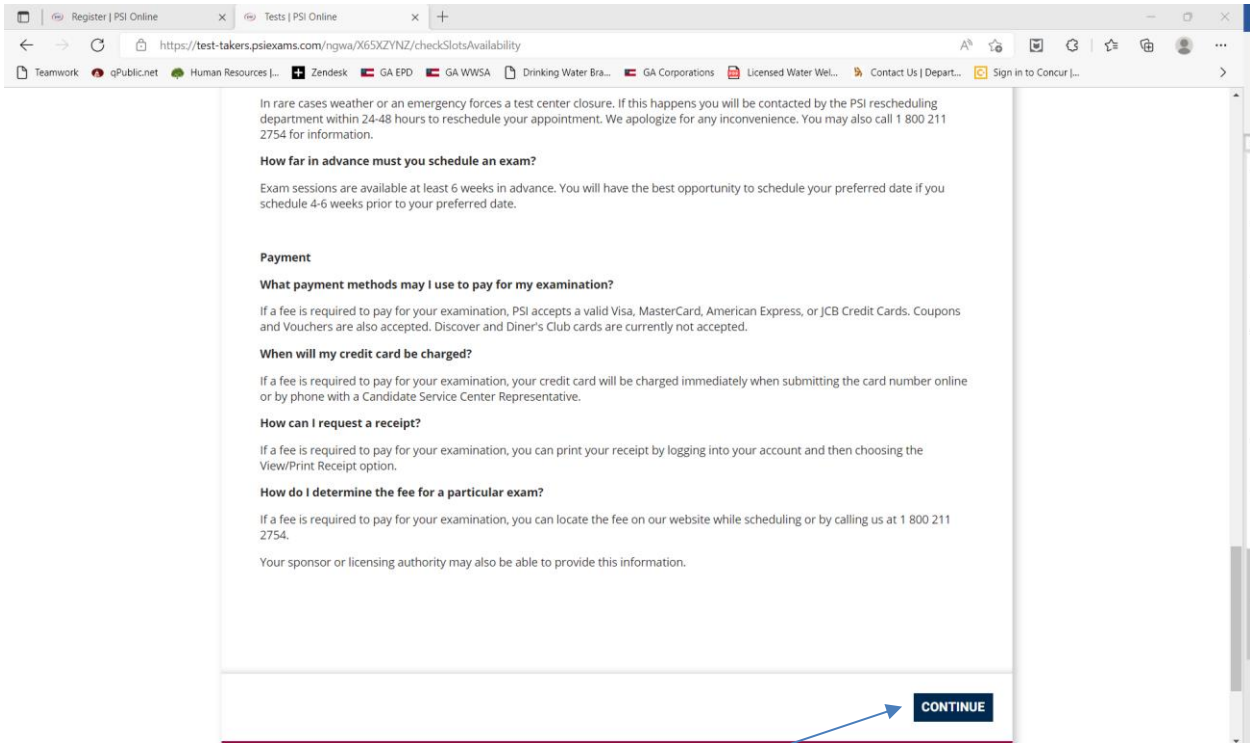 Register | PSI Online
Tests | PSI Online
https://test-takers.psiexams.com/ngwa/X65XZYNZ/checkSlotsAvailability
Teamwork qPublic.net Human Resources |... Zendesk GA EPD GA WWSA Drinking Water Bra... GA Corporations Licensed Water Wel... Contact Us | Depart... Sign in to Concur |...
In rare cases weather or an emergency forces a test center closure. If this happens you will be contacted by the PSI rescheduling
department within 24-48 hours to reschedule your appointment. We apologize for any inconvenience. You may also call 1 800 211
2754 for information.
How far in advance must you schedule an exam?
Exam sessions are available at least 6 weeks in advance. You will have the best opportunity to schedule your preferred date if you
schedule 4-6 weeks prior to your preferred date.
Payment
What payment methods may I use to pay for my examination?
If a fee is required to pay for your examination, PSI accepts a valid Visa, MasterCard, American Express, or JCB Credit Cards. Coupons
and Vouchers are also accepted. Discover and Diner's Club cards are currently not accepted.
When will my credit card be charged?
If a fee is required to pay for your examination, your credit card will be charged immediately when submitting the card number online
or by phone with a Candidate Service Center Representative.
How can I request a receipt?
If a fee is required to pay for your examination, you can print your receipt by logging into your account and then choosing the
View/Print Receipt option.
How do I determine the fee for a particular exam?
If a fee is required to pay for your examination, you can locate the fee on our website while scheduling or by calling us at 1 800 211
2754.
Your sponsor or licensing authority may also be able to provide this information.
CONTINUE